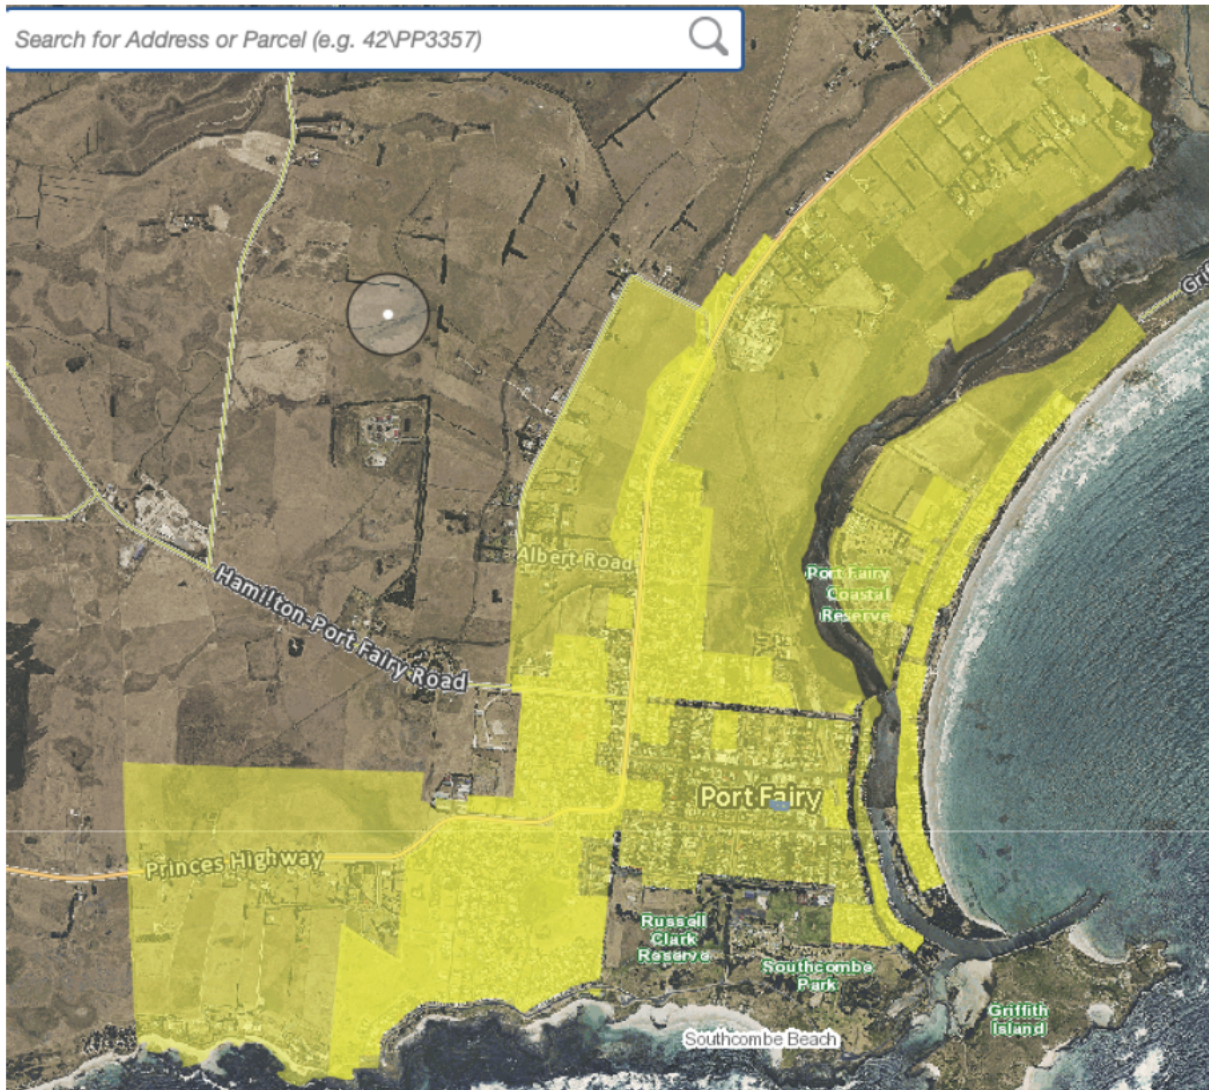 Search for Address or Parcel (e.g. 42\PP3357)
Grif
Albert Road
Port Fairy
Coastal
Reserve
Hamilton-Port Fairy Road
Port Fairy
Princes Highway
Russell
Clark
Reserve
Southcombe
Park
Griffith
Island
Southcombe Beach